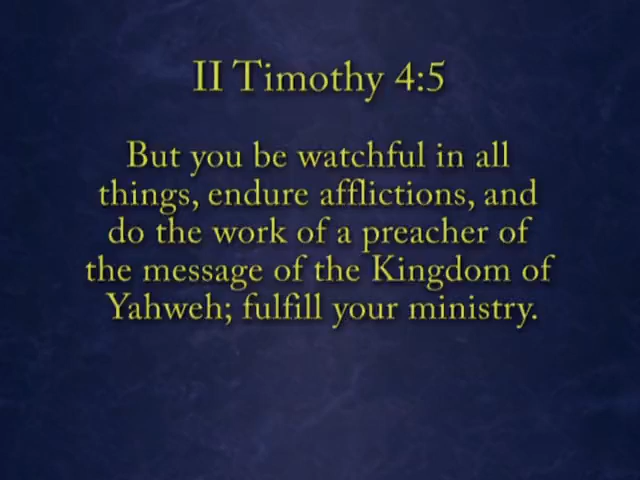 II Timothy 4:5
But you be watchful in all
things, endure afflictions, and
do the work of a preacher of
the message of the Kingdom of
Yahweh; fulfill your ministry.